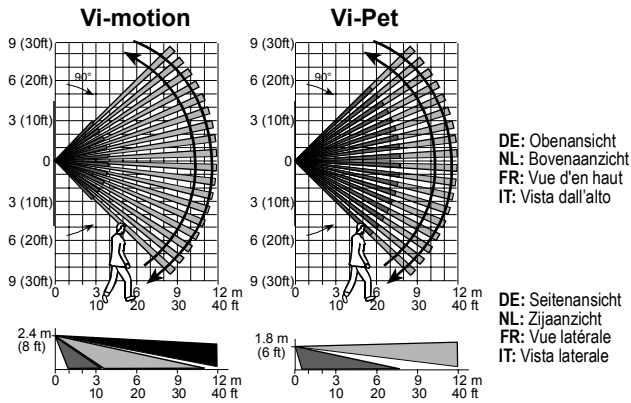 Vi-motion
9 (30ft)
6 (20ft)
3 (10ft)
0
3 (10ft)
6 (20ft)
9 (30ft)
90°
0 3 6 9 12 m
10 20 30 40 ft
2.4 m
(8 ft)
0 3 6 9 12 m
10 20 30 40 ft
Vi-Pet
9 (30ft)
6 (20ft)
3 (10ft)
0
3 (10ft)
6 (20ft)
9 (30ft)
90°
0 3 6 9 12 m
10 20 30 40 ft
1.8 m
(6 ft)
0 3 6 9 12 m
10 20 30 40 ft
DE: Obenansicht
NL: Bovenaanzicht
FR: Vue d'en haut
IT: Vista dall'alto
DE: Seitenansicht
NL: Zijaanzicht
FR: Vue latérale
IT: Vista laterale